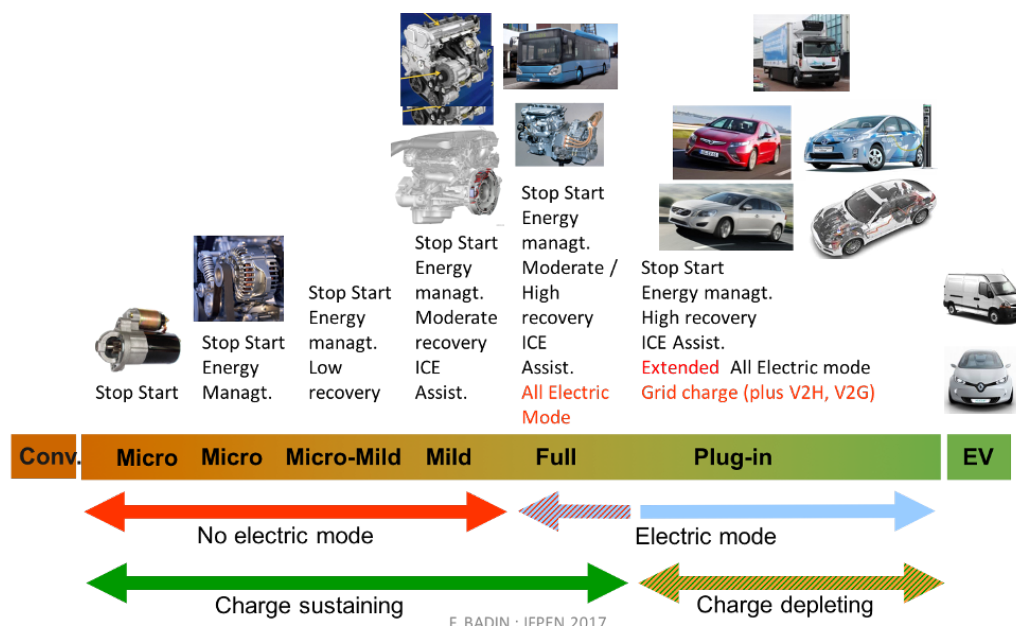 Stop Start
Stop Start
Energy
Managt.
Stop Start
Energy
managt.
Low
recovery
Stop Start
Energy
managt.
Moderate
recovery
ICE
Assist.
Stop Start
Energy
managt.
Moderate /
High
recovery
ICE
Assist.
All Electric
Mode
Stop Start
Energy managt.
High recovery
ICE Assist.
Extended All Electric mode
Grid charge (plus V2H, V2G)
Conv.
Micro
Micro
Micro-Mild
Mild
Full
Plug-in
EV
No electric mode
Electric mode
Charge sustaining
Charge depleting
F. BADIN : IFPEN 2017